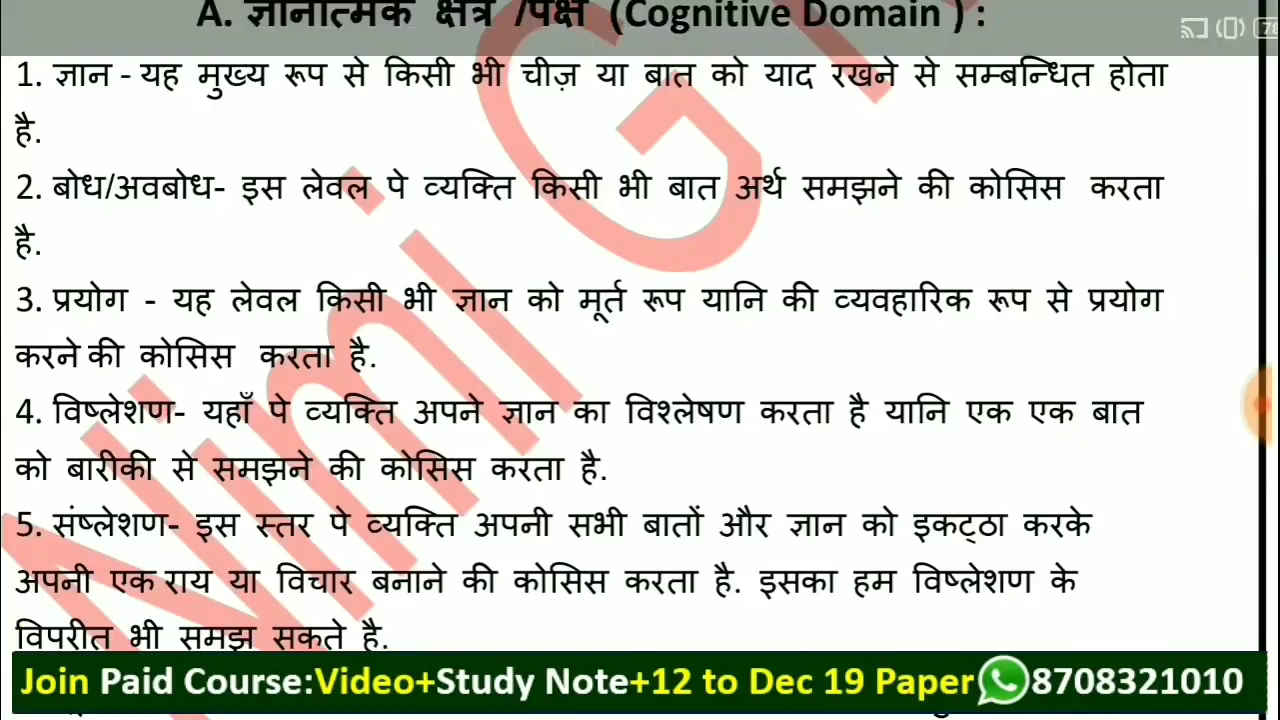 A. ज्ञानात्मक क्षेत्र /पक्ष (Cognitive Domain ) :
1. ज्ञान - यह मुख्य रूप से किसी भी चीज़ या बात को याद रखने से सम्बन्धित होता
है.
2. बोध/अवबोध- इस लेवल पे व्यक्ति किसी भी बात अर्थ समझने की कोसिस करता
है.
3. प्रयोग - यह लेवल किसी भी ज्ञान को मूर्त रूप यानि की व्यवहारिक रूप से प्रयोग
करने की कोसिस करता है.
4. विष्लेशण- यहाँ पे व्यक्ति अपने ज्ञान का विश्लेषण करता है यानि एक एक बात
को बारीकी से समझने की कोसिस करता है.
5. संष्लेशण- इस स्तर पे व्यक्ति अपनी सभी बातों और ज्ञान को इकट्ठा करके
अपनी एक राय या विचार बनाने की कोसिस करता है. इसका हम विष्लेशण के
विपरीत भी समझ सकते है.
Join Paid Course:Video+Study Note+12 to Dec 19 Paper 8708321010
Nimi G